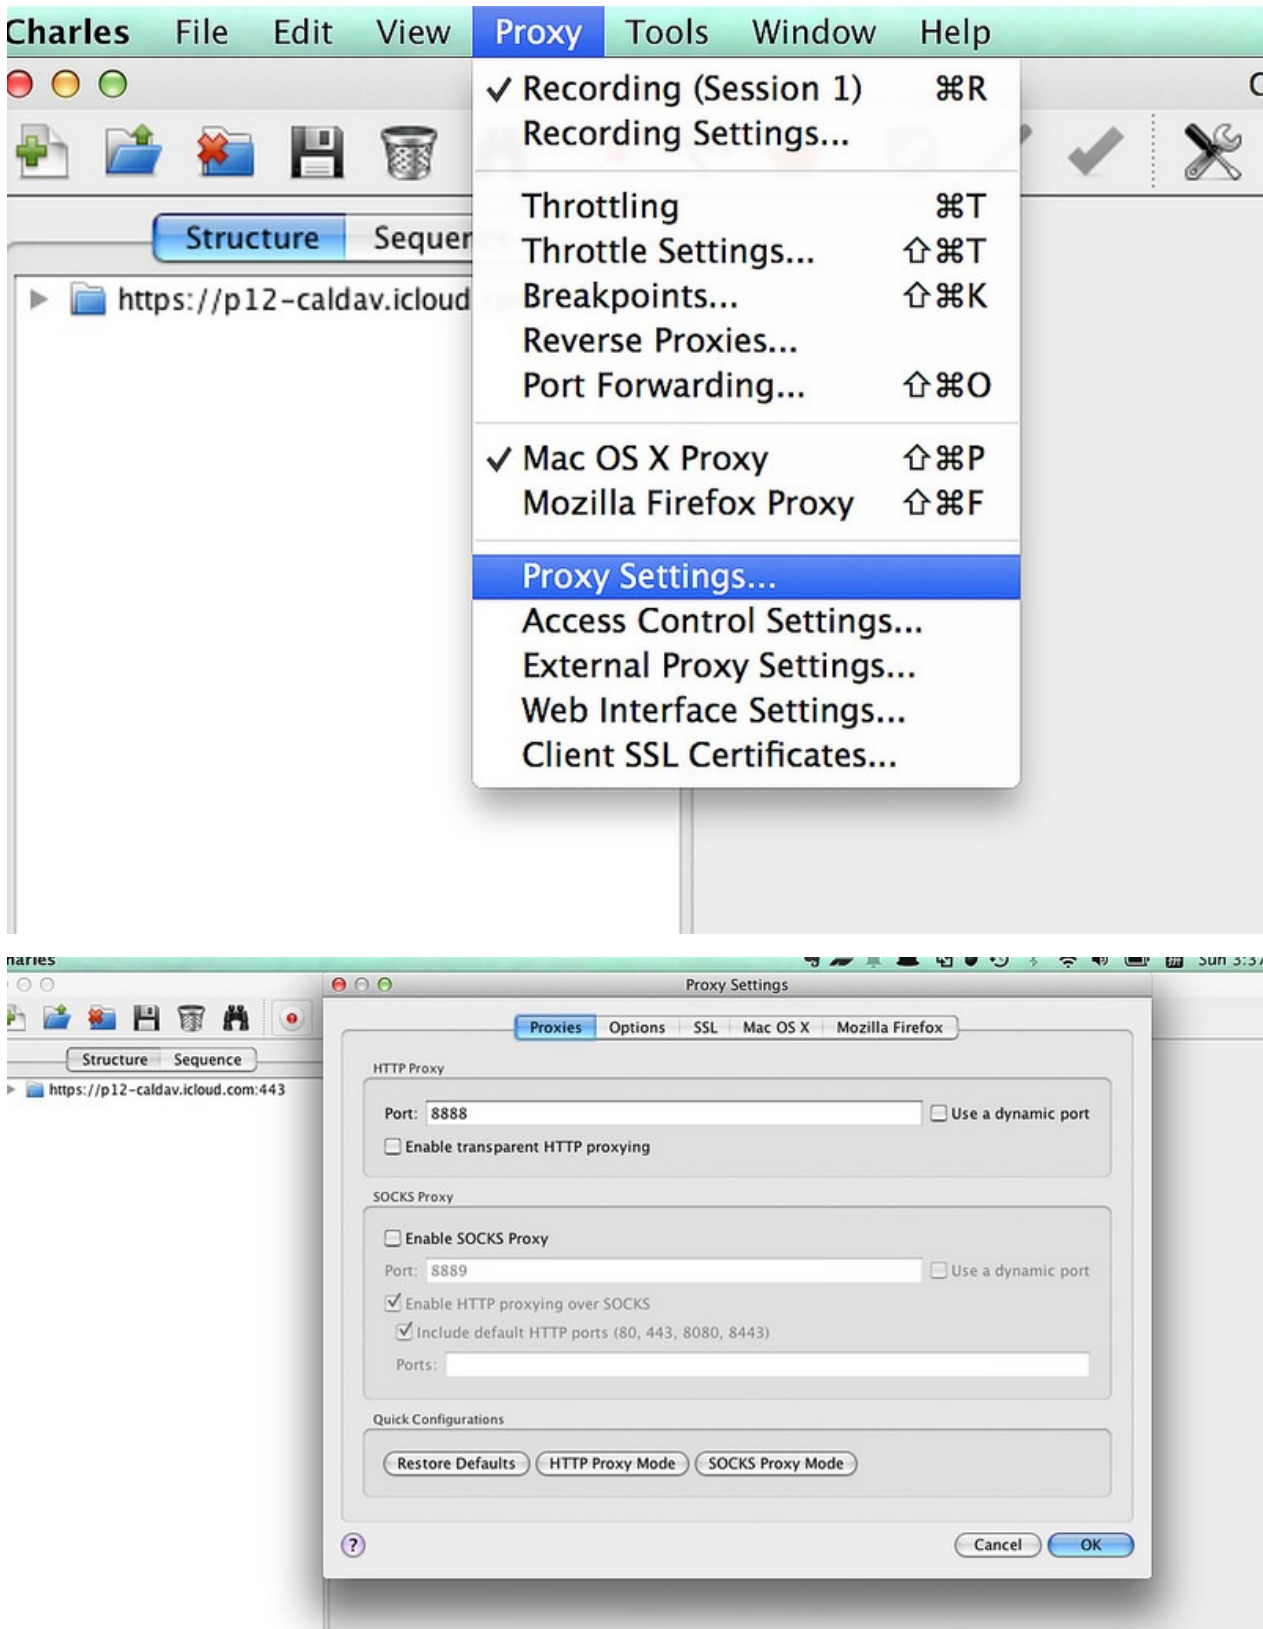 Charles File Edit View Proxy Tools Window Help
✓ Recording (Session 1) ⌘R
Recording Settings...
Throttling ⌘T
Structure
Throttle Settings... ⇧⌘T
https://p12-caldav.icloud
Breakpoints... ⇧⌘K
Reverse Proxies...
Port Forwarding... ⇧⌘O
✓ Mac OS X Proxy ⇧⌘P
Mozilla Firefox Proxy ⇧⌘F
Proxy Settings...
Access Control Settings...
External Proxy Settings...
Web Interface Settings...
Client SSL Certificates...
Sun 3:37
Proxy Settings
Structure Sequence
https://p12-caldav.icloud.com:443
Proxies Options SSL Mac OS X Mozilla Firefox
HTTP Proxy
Port: 8888 Use a dynamic port
Enable transparent HTTP proxying
SOCKS Proxy
Enable SOCKS Proxy
Port: 8889 Use a dynamic port
Enable HTTP proxying over SOCKS
Include default HTTP ports (80, 443, 8080, 8443)
Ports:
Quick Configurations
Restore Defaults HTTP Proxy Mode SOCKS Proxy Mode
? Cancel OK